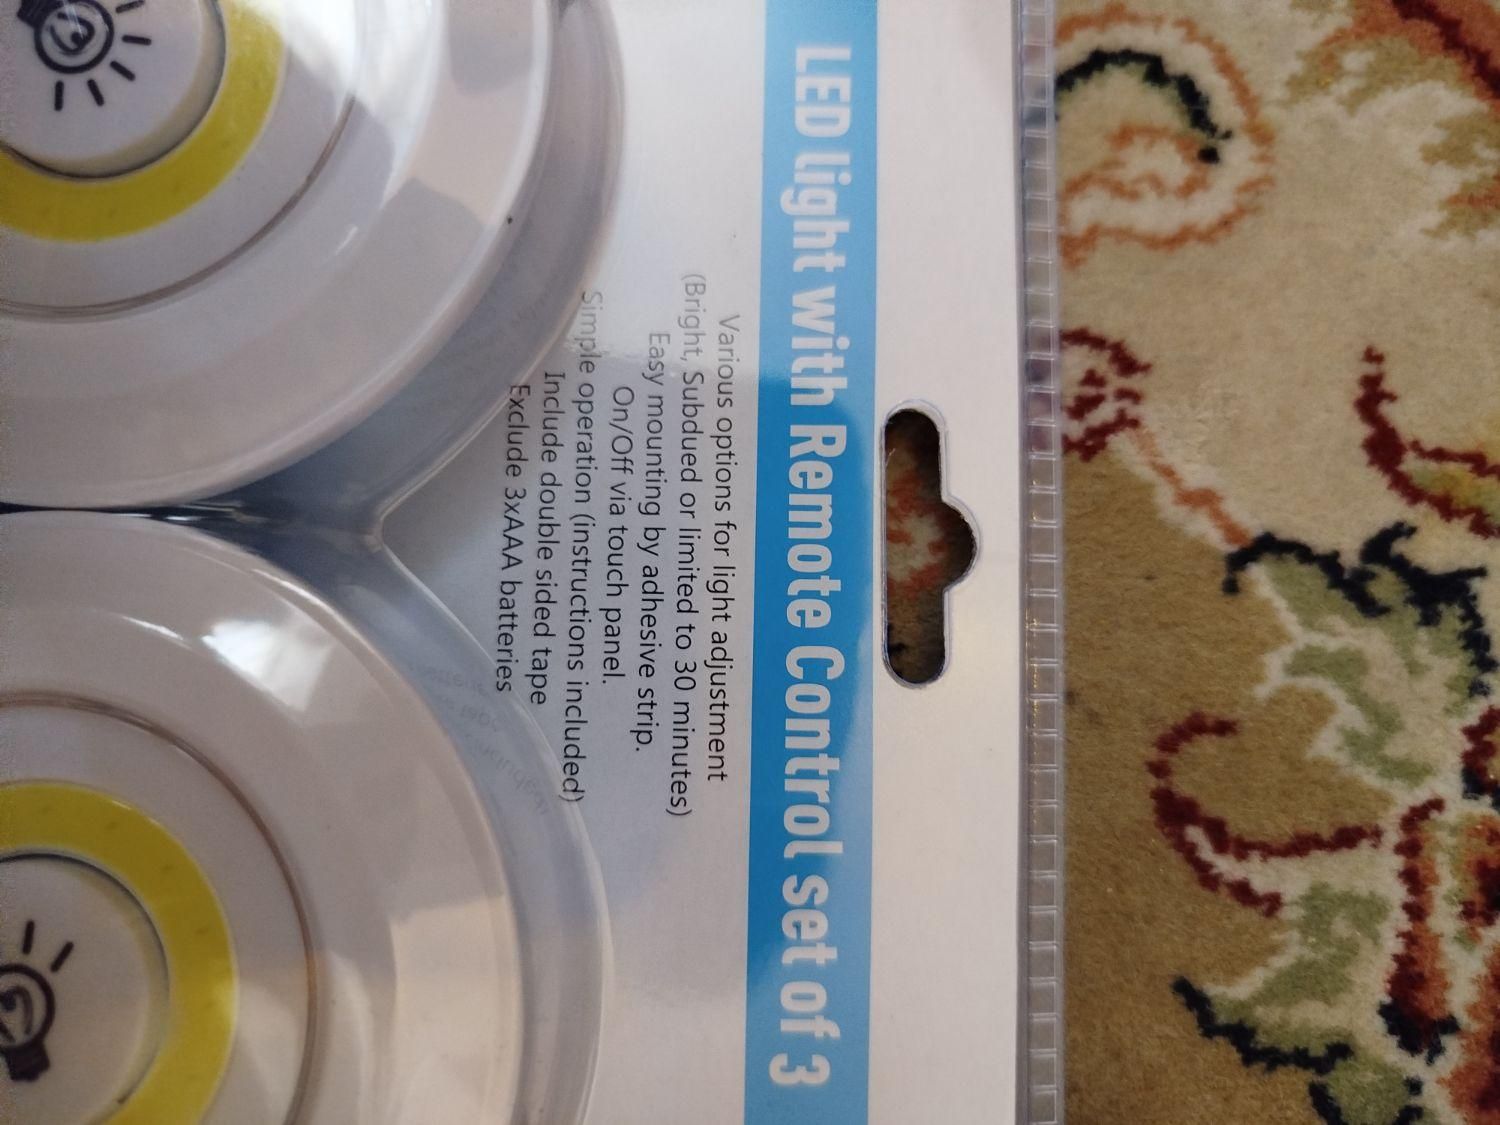 LED light with Remote Control set of 3
Various options for light adjustment
(Bright, Subdued or limited to 30 minutes)
Easy mounting by adhesive strip.
On/Off via touch panel.
Simple operation (instructions included)
Include double sided tape
Exclude 3xAAA batteries